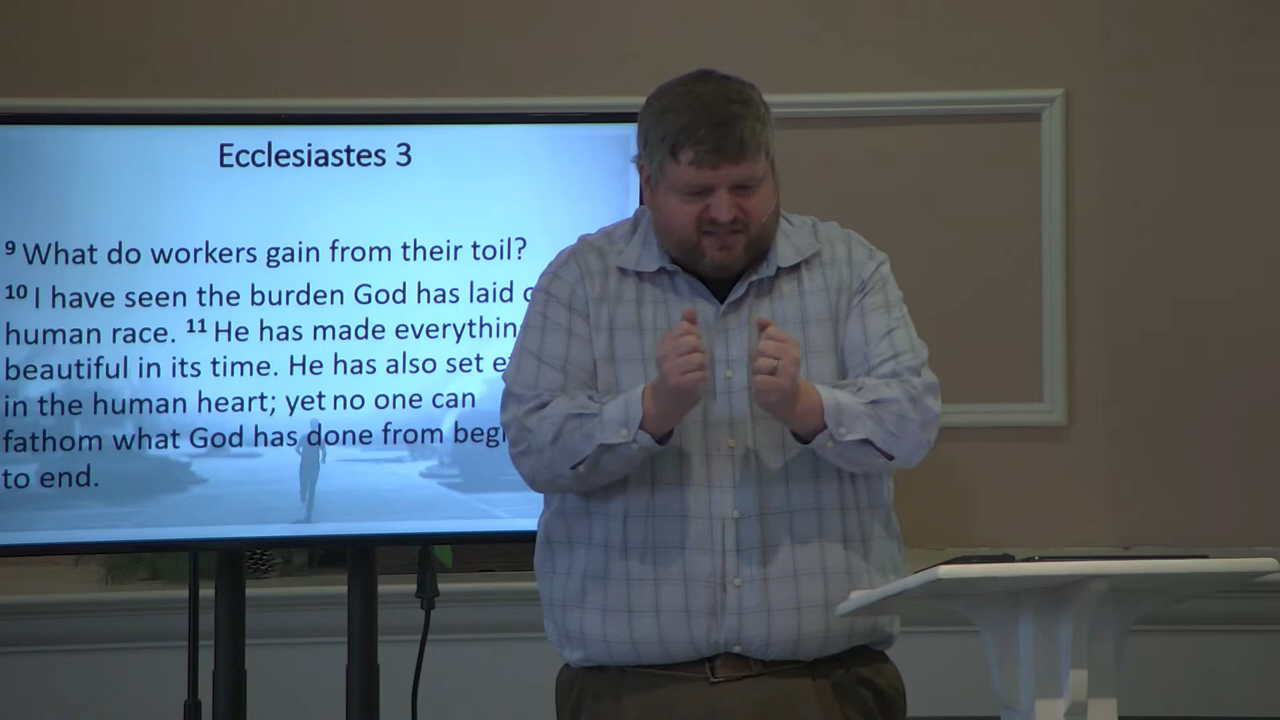 Ecclesiastes 3
9 What do workers gain from their toil?
10 I have seen the burden God has laid
human race. 11 He has made
beautiful in its time. He has also set
in the human heart; yet no one can
fathom what God has done from
to end.